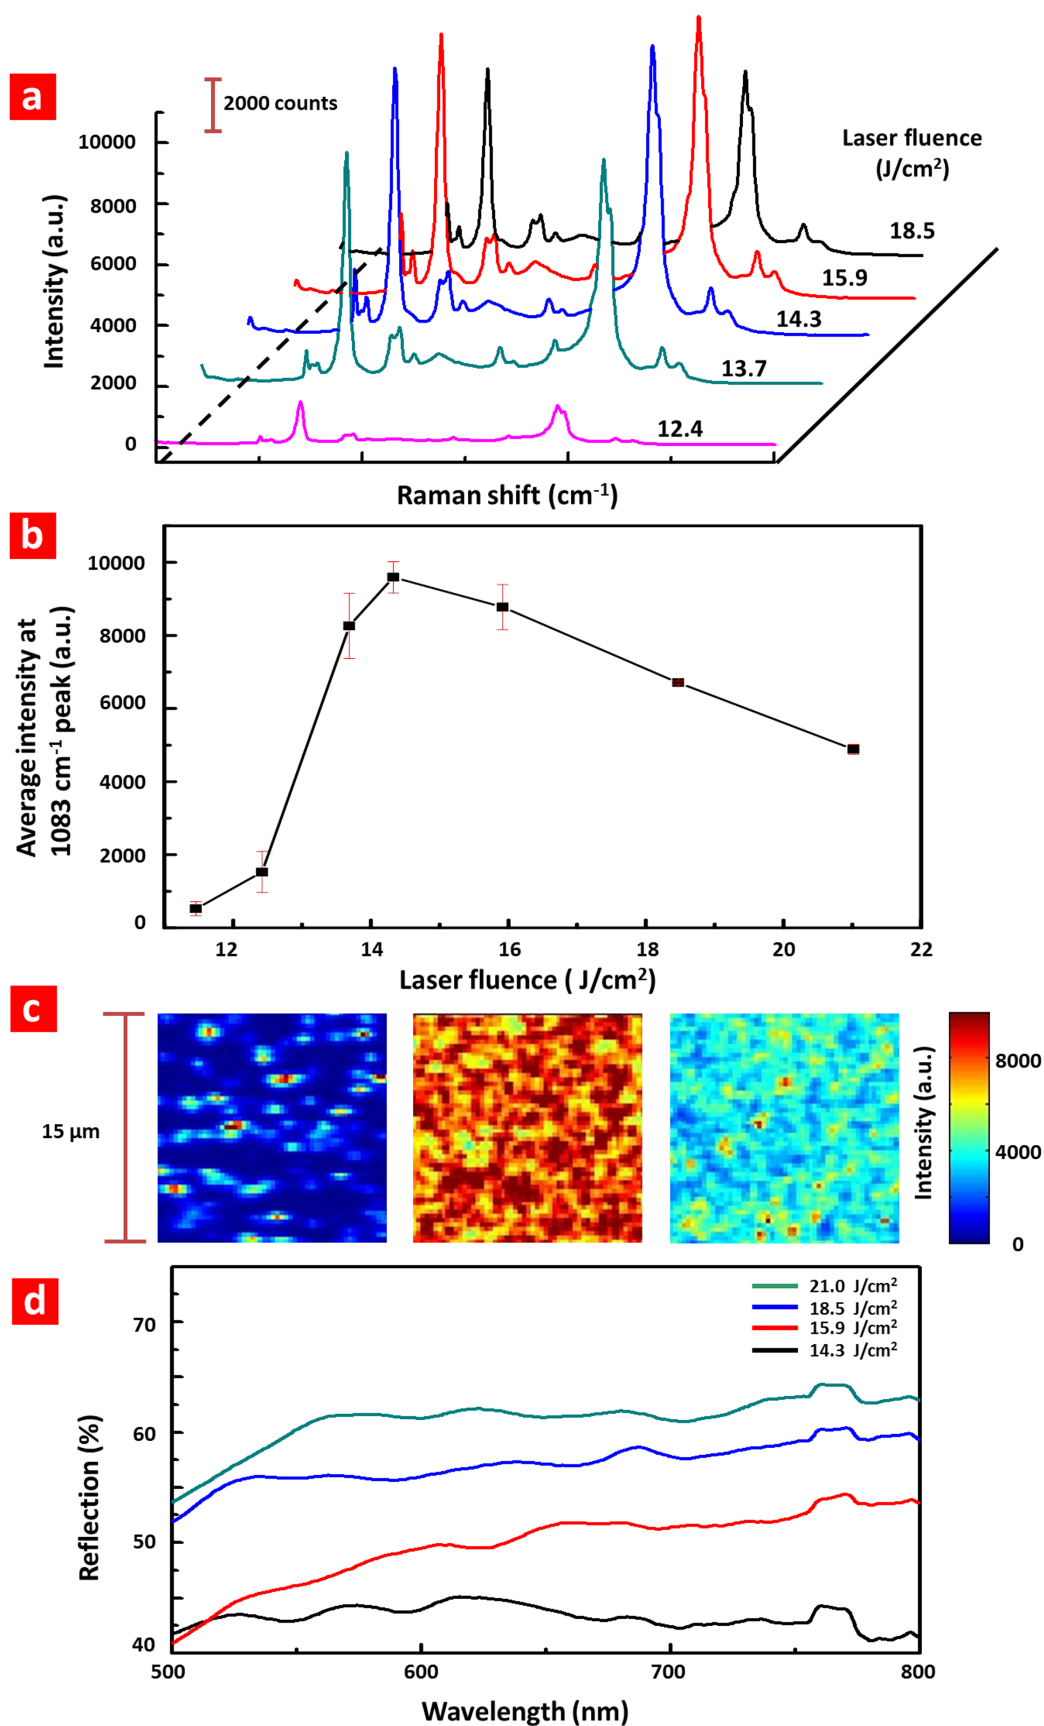 a
2000 counts
Laser fluence
(J/cm²)
10000
8000
6000
4000
2000
0
Intensity (a.u.)
18.5
15.9
14.3
13.7
12.4
Raman shift (cm⁻¹)
b
10000
8000
6000
4000
2000
0
Average intensity at
1083 cm⁻¹ peak (a.u.)
12 14 16 18 20 22
Laser fluence ( J/cm²)
c
15 µm
Intensity (a.u.)
8000
4000
0
d
21.0 J/cm²
18.5 J/cm²
15.9 J/cm²
14.3 J/cm²
70
60
50
40
Reflection (%)
500 600 700 800
Wavelength (nm)